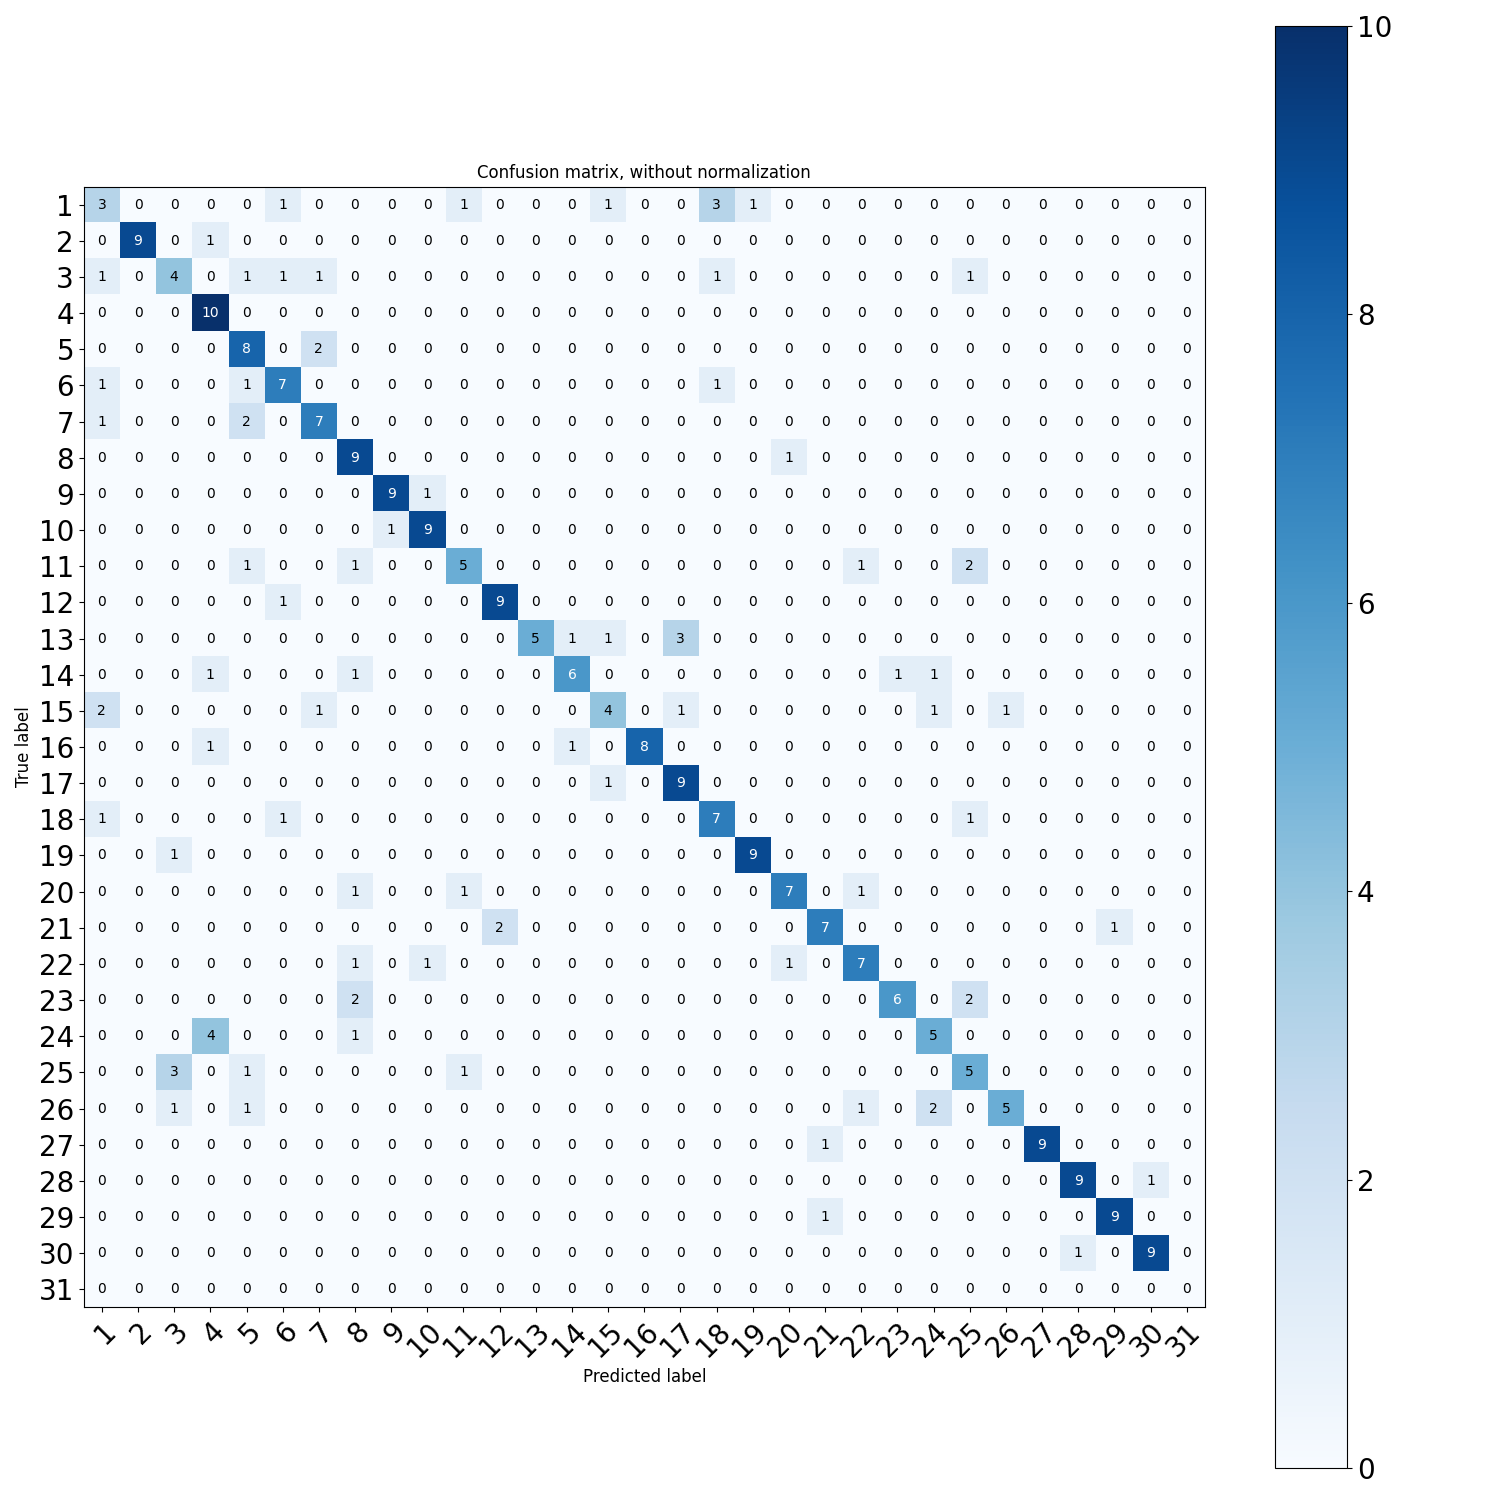 Confusion matrix, without normalization
1 3 0 0 0 0 1 0 0 0 0 1 0 0 0 1 0 0 3 1 0 0 0 0 0 0 0 0 0 0 0 0
2 0 9 0 1 0 0 0 0 0 0 0 0 0 0 0 0 0 0 0 0 0 0 0 0 0 0 0 0 0 0 0
3 1 0 4 0 1 1 1 0 0 0 0 0 0 0 0 0 0 1 0 0 0 0 0 0 1 0 0 0 0 0 0
4 0 0 0 10 0 0 0 0 0 0 0 0 0 0 0 0 0 0 0 0 0 0 0 0 0 0 0 0 0 0 0
5 0 0 0 0 8 0 2 0 0 0 0 0 0 0 0 0 0 0 0 0 0 0 0 0 0 0 0 0 0 0 0
6 1 0 0 0 1 7 0 0 0 0 0 0 0 0 0 0 0 1 0 0 0 0 0 0 0 0 0 0 0 0 0
7 1 0 0 0 2 0 7 0 0 0 0 0 0 0 0 0 0 0 0 0 0 0 0 0 0 0 0 0 0 0 0
8 0 0 0 0 0 0 0 9 0 0 0 0 0 0 0 0 0 0 0 1 0 0 0 0 0 0 0 0 0 0 0
9 0 0 0 0 0 0 0 0 9 1 0 0 0 0 0 0 0 0 0 0 0 0 0 0 0 0 0 0 0 0 0
10 0 0 0 0 0 0 0 0 1 9 0 0 0 0 0 0 0 0 0 0 0 0 0 0 0 0 0 0 0 0 0
11 0 0 0 0 1 0 0 1 0 0 5 0 0 0 0 0 0 0 0 0 0 1 0 0 2 0 0 0 0 0 0
12 0 0 0 0 0 1 0 0 0 0 0 9 0 0 0 0 0 0 0 0 0 0 0 0 0 0 0 0 0 0 0
13 0 0 0 0 0 0 0 0 0 0 0 0 5 1 1 0 3 0 0 0 0 0 0 0 0 0 0 0 0 0 0
14 0 0 0 1 0 0 0 1 0 0 0 0 0 6 0 0 0 0 0 0 0 0 1 1 0 0 0 0 0 0 0
15 2 0 0 0 0 0 1 0 0 0 0 0 0 0 4 0 1 0 0 0 0 0 0 1 0 1 0 0 0 0 0
16 0 0 0 1 0 0 0 0 0 0 0 0 0 1 0 8 0 0 0 0 0 0 0 0 0 0 0 0 0 0 0
17 0 0 0 0 0 0 0 0 0 0 0 0 0 0 1 0 9 0 0 0 0 0 0 0 0 0 0 0 0 0 0
18 1 0 0 0 0 1 0 0 0 0 0 0 0 0 0 0 0 7 0 0 0 0 0 0 1 0 0 0 0 0 0
19 0 0 1 0 0 0 0 0 0 0 0 0 0 0 0 0 0 0 9 0 0 0 0 0 0 0 0 0 0 0 0
20 0 0 0 0 0 0 0 1 0 0 1 0 0 0 0 0 0 0 0 7 0 1 0 0 0 0 0 0 0 0 0
21 0 0 0 0 0 0 0 0 0 0 0 2 0 0 0 0 0 0 0 0 7 0 0 0 0 0 0 0 1 0 0
22 0 0 0 0 0 0 0 1 0 1 0 0 0 0 0 0 0 0 0 1 0 7 0 0 0 0 0 0 0 0 0
23 0 0 0 0 0 0 0 2 0 0 0 0 0 0 0 0 0 0 0 0 0 0 6 0 2 0 0 0 0 0 0
24 0 0 0 4 0 0 0 1 0 0 0 0 0 0 0 0 0 0 0 0 0 0 0 5 0 0 0 0 0 0 0
25 0 0 3 0 1 0 0 0 0 0 1 0 0 0 0 0 0 0 0 0 0 0 0 0 5 0 0 0 0 0 0
26 0 0 1 0 1 0 0 0 0 0 0 0 0 0 0 0 0 0 0 0 0 1 0 2 0 5 0 0 0 0 0
27 0 0 0 0 0 0 0 0 0 0 0 0 0 0 0 0 0 0 0 0 1 0 0 0 0 0 9 0 0 0 0
28 0 0 0 0 0 0 0 0 0 0 0 0 0 0 0 0 0 0 0 0 0 0 0 0 0 0 0 9 0 1 0
29 0 0 0 0 0 0 0 0 0 0 0 0 0 0 0 0 0 0 0 0 1 0 0 0 0 0 0 0 9 0 0
30 0 0 0 0 0 0 0 0 0 0 0 0 0 0 0 0 0 0 0 0 0 0 0 0 0 0 0 1 0 9 0
31 0 0 0 0 0 0 0 0 0 0 0 0 0 0 0 0 0 0 0 0 0 0 0 0 0 0 0 0 0 0 0
1 2 3 4 5 6 7 8 9 10 11 12 13 14 15 16 17 18 19 20 21 22 23 24 25 26 27 28 29 30 31
Predicted label
True label
10
8
6
4
2
0